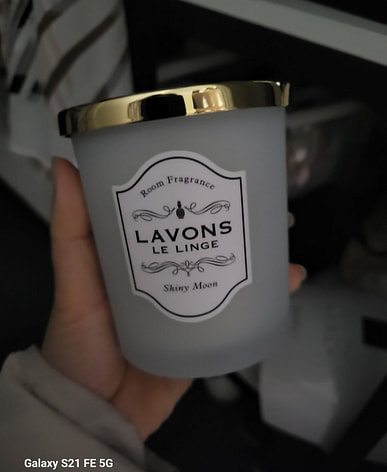 Room Fragrance
LAVONS
LE LINGE
Shiny Moon
Galaxy S21 FE 5G